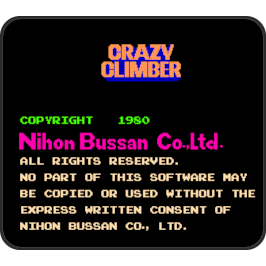 CRAZY
CLIMBER
COPYRIGHT 1980
Nihon Bussan Co.,Ltd.
ALL RIGHTS RESERVED.
NO PART OF THIS SOFTWARE MAY
BE COPIED OR USED WITHOUT THE
EXPRESS WRITTEN CONSENT OF
NIHON BUSSAN CO., LTD.